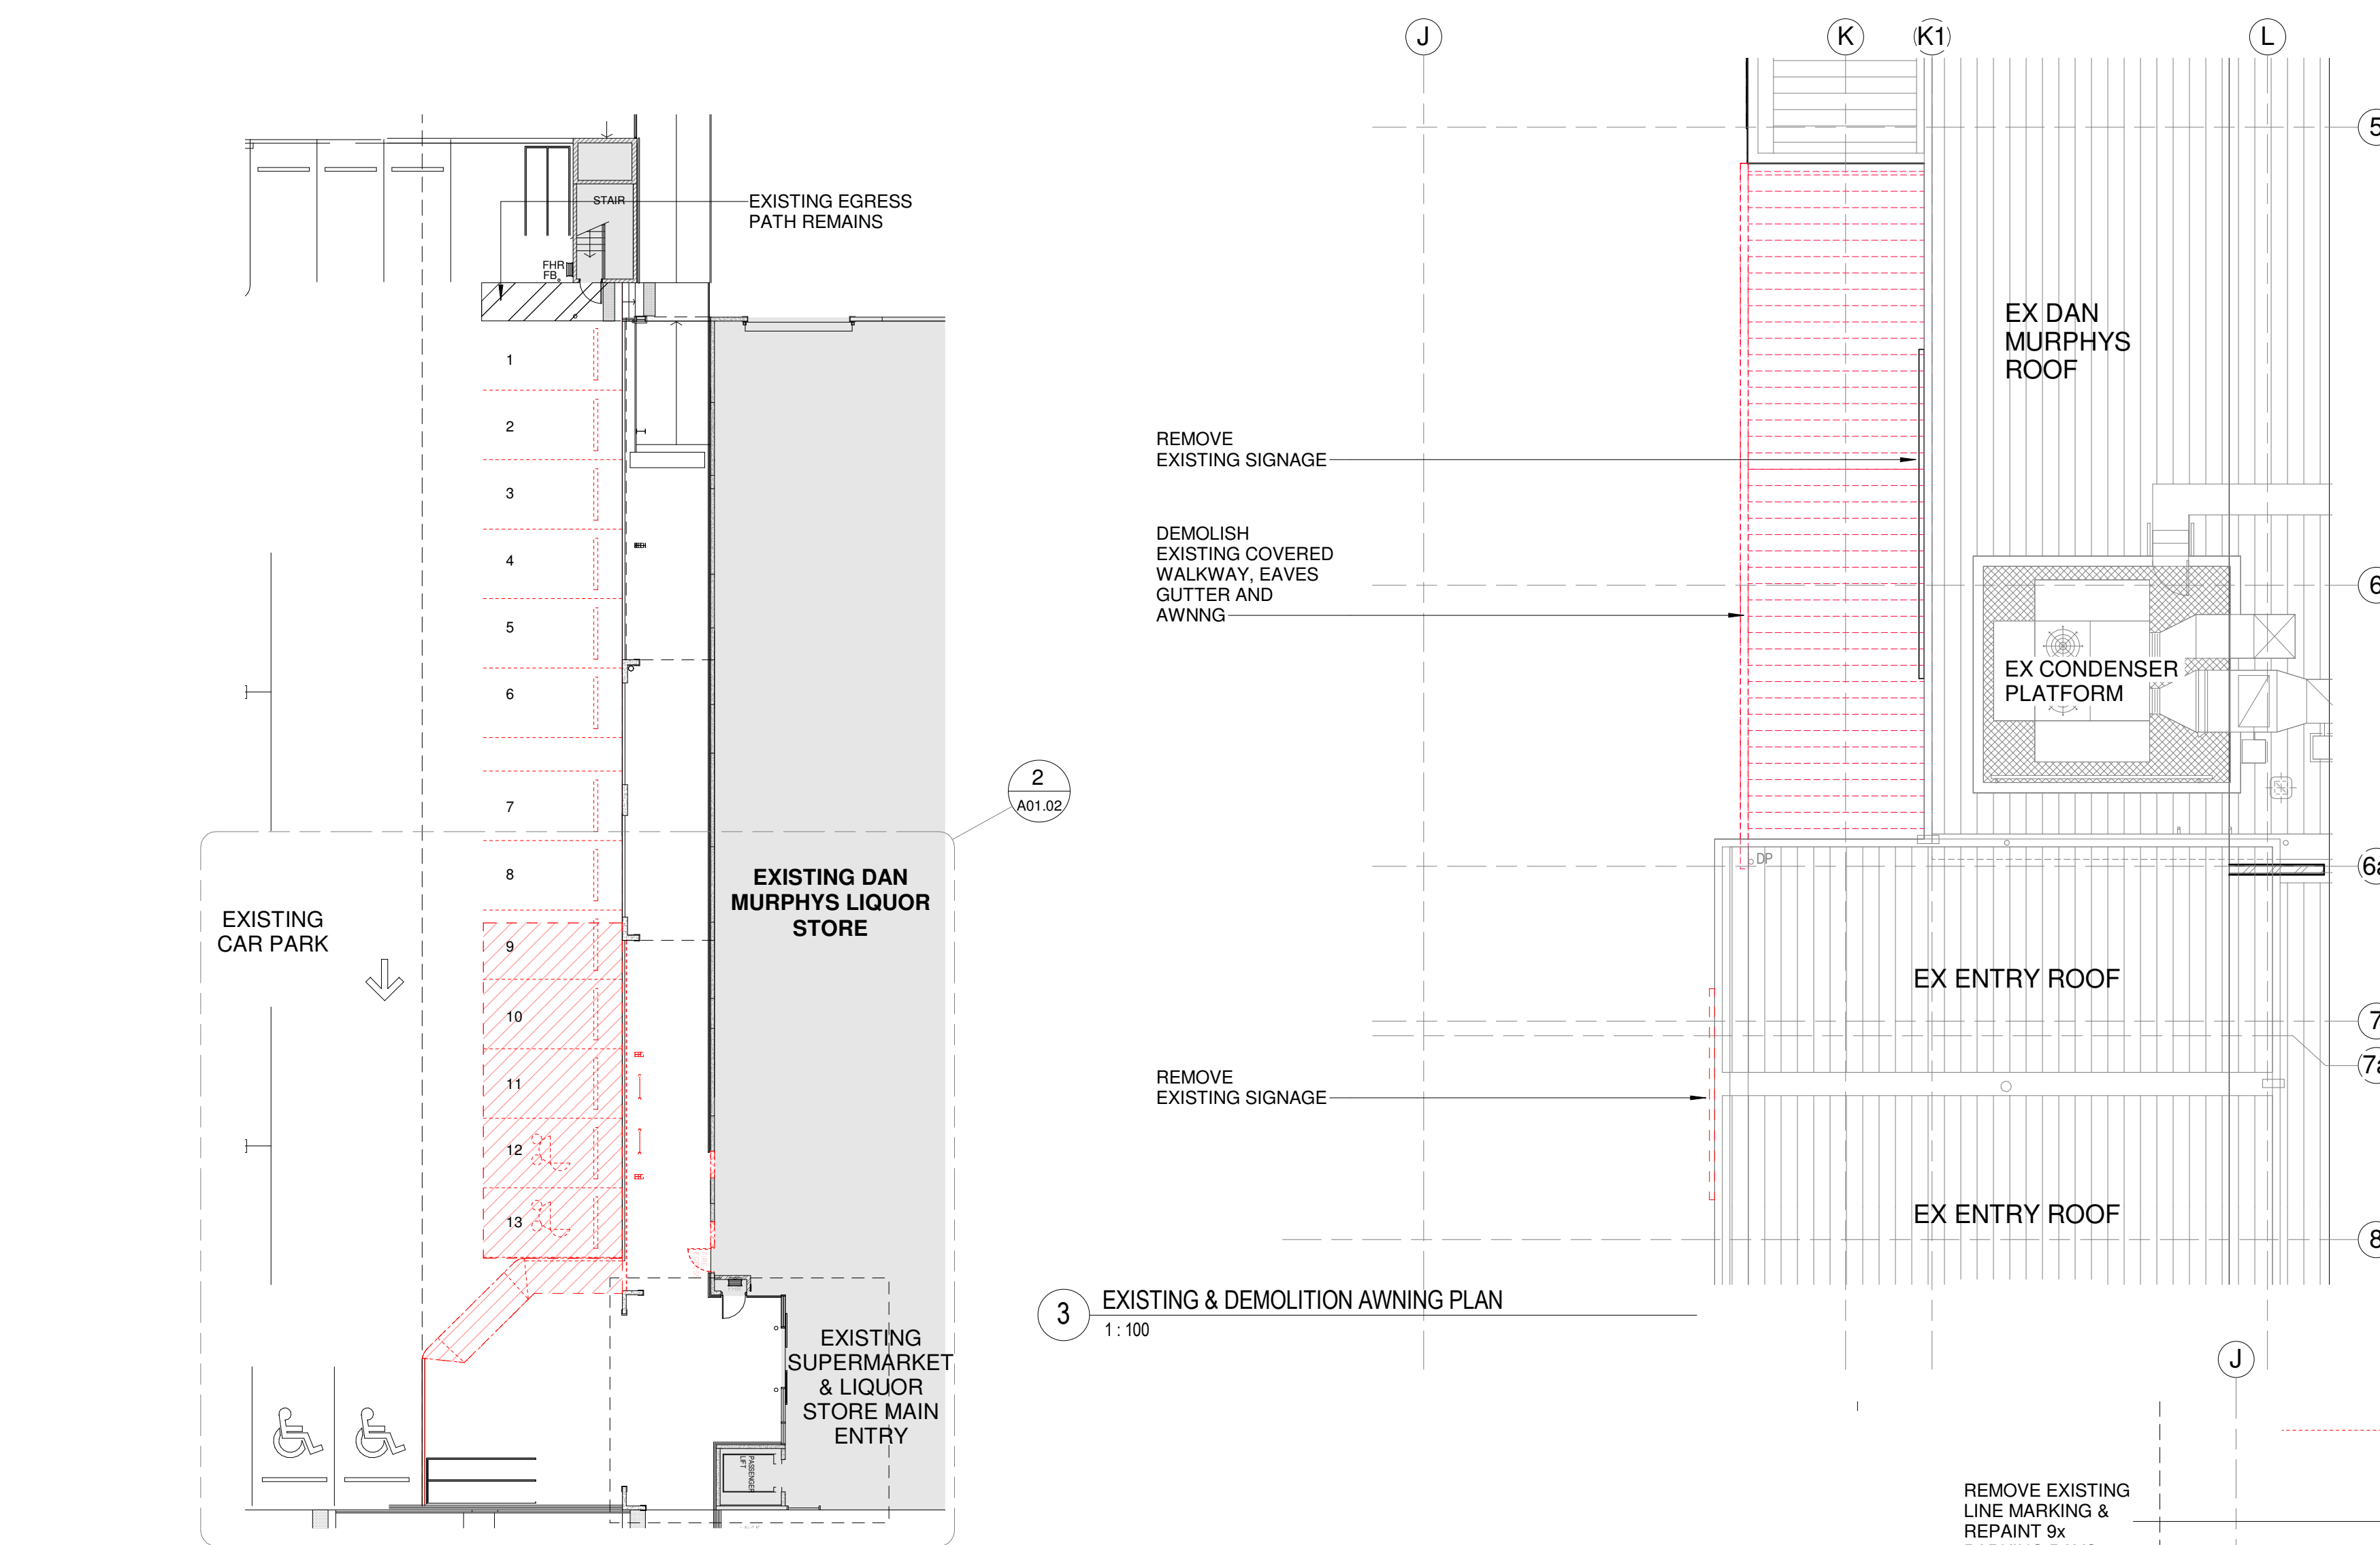 J
K
K1
L
5
EXISTING EGRESS
PATH REMAINS
STAIR
FHR
FB
1
2
3
4
5
6
7
8
9
10
11
12
13
2
A01.02
EXISTING DAN
MURPHYS LIQUOR
STORE
EXISTING
CAR PARK
EXISTING
SUPERMARKET
& LIQUOR
STORE MAIN
ENTRY
PASSENGER
LIFT
EX DAN
MURPHYS
ROOF
REMOVE
EXISTING SIGNAGE
DEMOLISH
EXISTING COVERED
WALKWAY, EAVES
GUTTER AND
AWNNG
6
EX CONDENSER
PLATFORM
DP
6a
EX ENTRY ROOF
7
7a
REMOVE
EXISTING SIGNAGE
EX ENTRY ROOF
8
3
EXISTING & DEMOLITION AWNING PLAN
1 : 100
J
REMOVE EXISTING
LINE MARKING &
REPAINT 9x